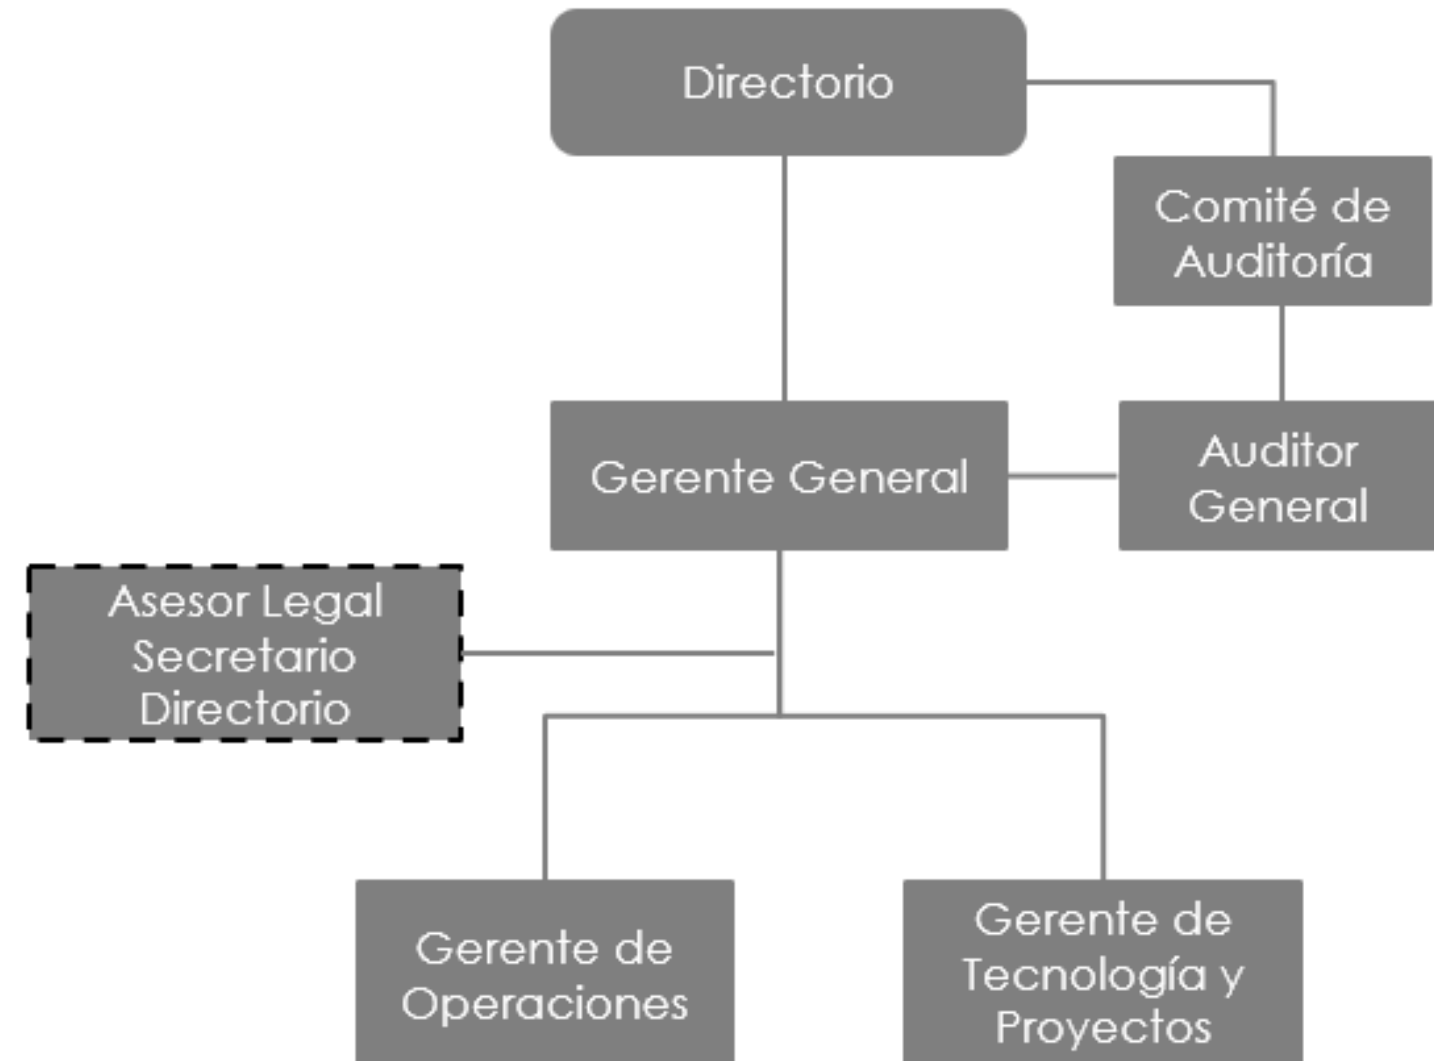 Directorio
Comité de
Auditoría
Gerente General
Auditor
General
Asesor Legal
Secretario
Directorio
Gerente de
Operaciones
Gerente de
Tecnología y
Proyectos